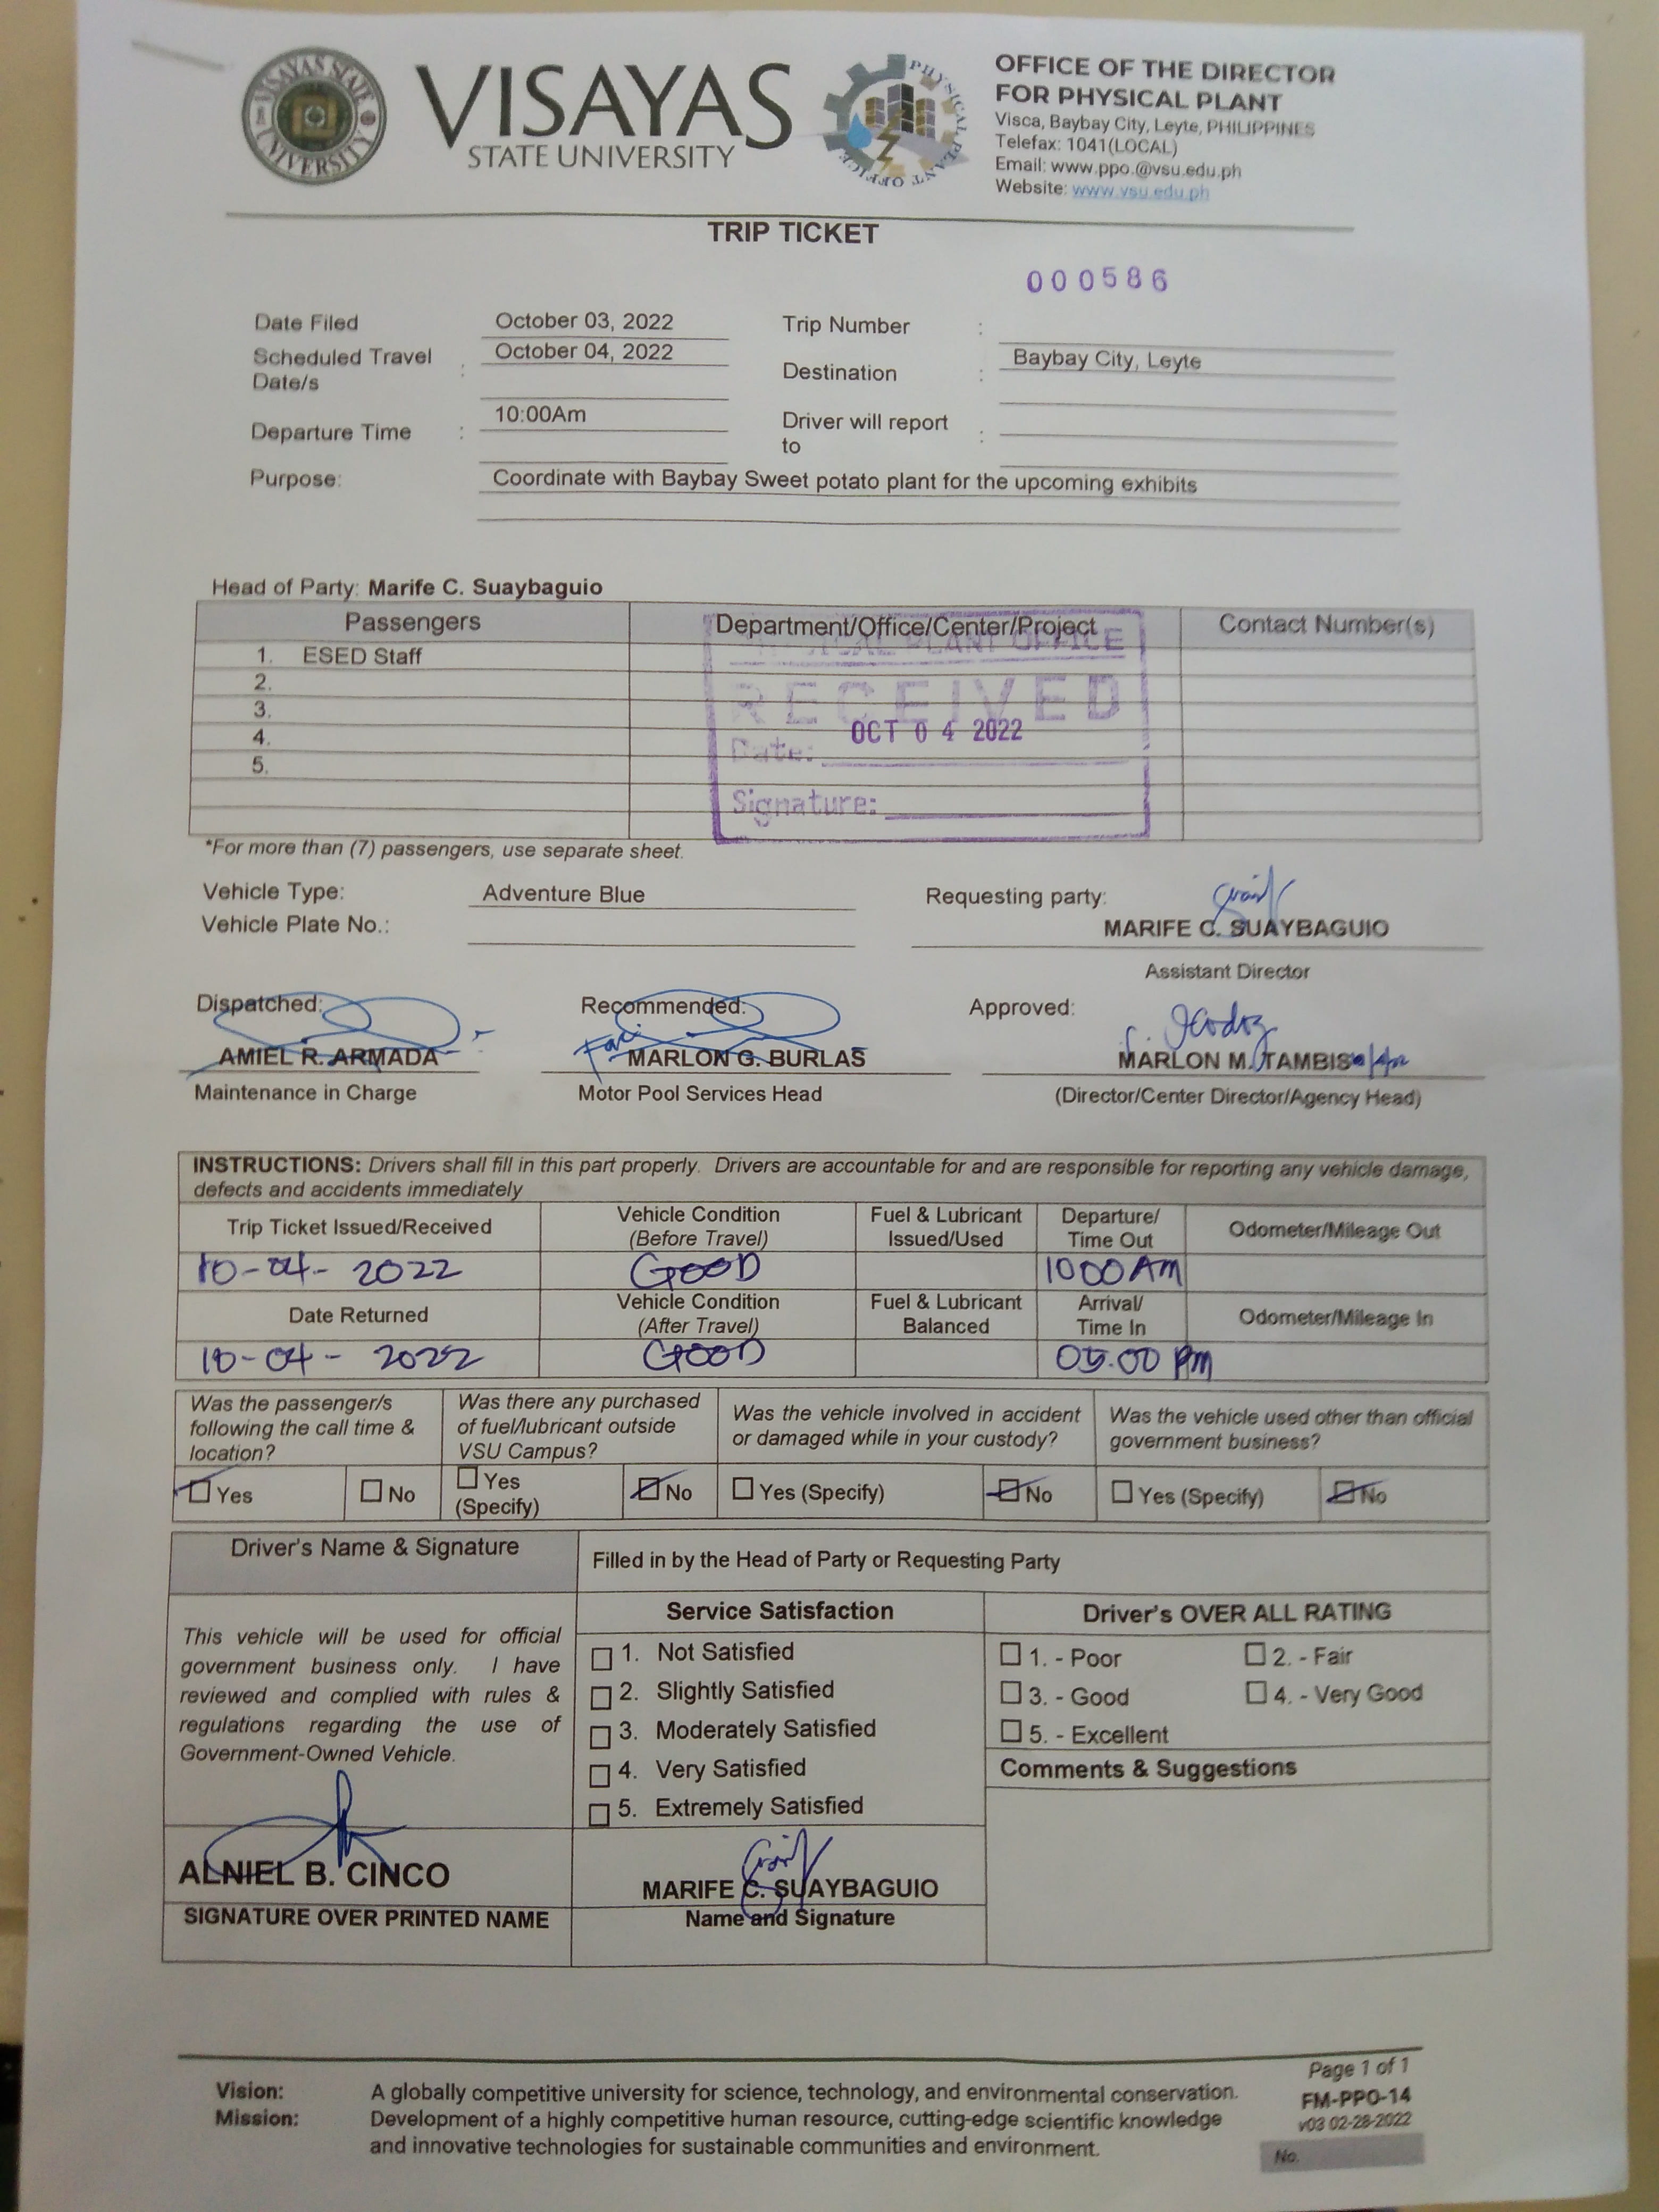 VISAYAS STATE UNIVERSITY
VISAYAS
STATE UNIVERSITY
PHYSICAL PLANT OFFICE
OFFICE OF THE DIRECTOR
FOR PHYSICAL PLANT
Visca, Baybay City, Leyte, PHILIPPINES
Telefax: 1041(LOCAL)
Email: www.ppo.@vsu.edu.ph
Website: www.vsu.edu.ph
TRIP TICKET
000586
Date Filed October 03, 2022 Trip Number :
Scheduled Travel Date/s : October 04, 2022 Destination : Baybay City, Leyte
Departure Time : 10:00Am Driver will report to :
Purpose: Coordinate with Baybay Sweet potato plant for the upcoming exhibits
Head of Party: Marife C. Suaybaguio
Passengers Department/Office/Center/Project Contact Number(s)
1. ESED Staff
2.
3.
4.
5.
PLANT OFFICE
RECEIVED
Date: OCT 04 2022
Signature:
*For more than (7) passengers, use separate sheet.
Vehicle Type: Adventure Blue Requesting party:
Vehicle Plate No.: MARIFE C. SUAYBAGUIO
Assistant Director
Dispatched: Recommended: Approved:
AMIEL R. ARMADA MARLON G. BURLAS MARLON M. TAMBIS
Maintenance in Charge Motor Pool Services Head (Director/Center Director/Agency Head)
INSTRUCTIONS: Drivers shall fill in this part properly. Drivers are accountable for and are responsible for reporting any vehicle damage,
defects and accidents immediately
Trip Ticket Issued/Received Vehicle Condition (Before Travel) Fuel & Lubricant Issued/Used Departure/ Time Out Odometer/Mileage Out
10-04-2022 GOOD 1000AM
Date Returned Vehicle Condition (After Travel) Fuel & Lubricant Balanced Arrival/ Time In Odometer/Mileage In
10-04-2022 GOOD 05:00 PM
Was the passenger/s following the call time & location? Was there any purchased of fuel/lubricant outside VSU Campus? Was the vehicle involved in accident or damaged while in your custody? Was the vehicle used other than official government business?
Yes No Yes (Specify) No Yes (Specify) No Yes (Specify) No
Driver's Name & Signature Filled in by the Head of Party or Requesting Party
This vehicle will be used for official
government business only. I have
reviewed and complied with rules &
regulations regarding the use of
Government-Owned Vehicle.
Service Satisfaction
1. Not Satisfied
2. Slightly Satisfied
3. Moderately Satisfied
4. Very Satisfied
5. Extremely Satisfied
Driver's OVER ALL RATING
1. - Poor 2. - Fair
3. - Good 4. - Very Good
5. - Excellent
Comments & Suggestions
ALNIEL B. CINCO MARIFE C. SUAYBAGUIO
SIGNATURE OVER PRINTED NAME Name and Signature
Vision: A globally competitive university for science, technology, and environmental conservation.
Mission: Development of a highly competitive human resource, cutting-edge scientific knowledge
and innovative technologies for sustainable communities and environment.
Page 1 of 1
FM-PPO-14
v03 02-28-2022
No.